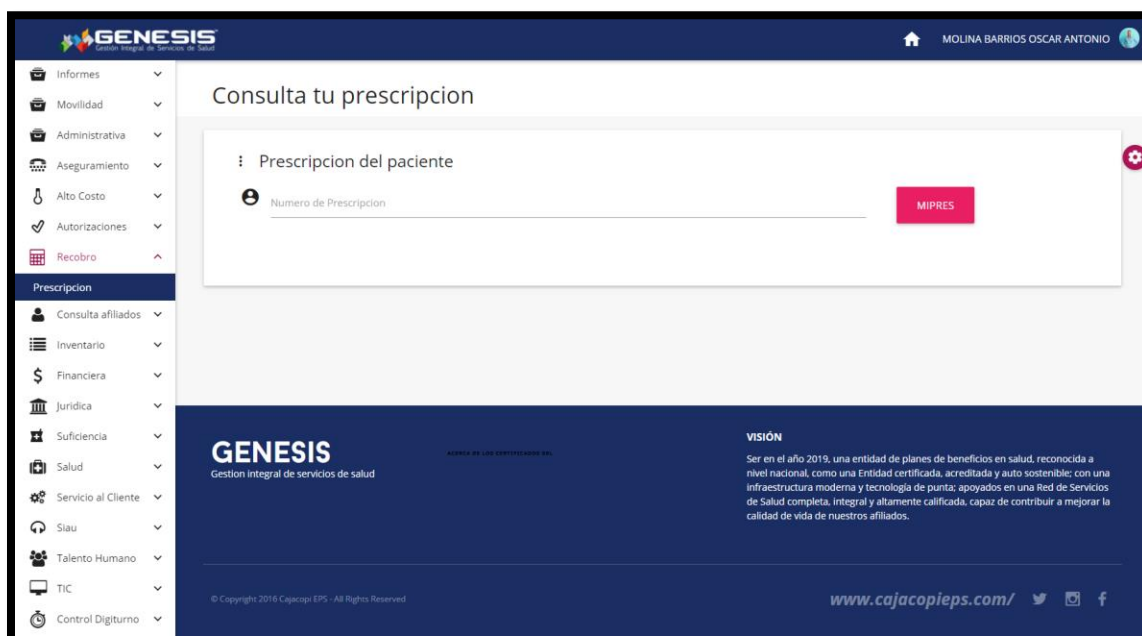 GENESIS
Gestión Integral de Servicios de Salud
MOLINA BARRIOS OSCAR ANTONIO
Informes
Movilidad
Administrativa
Aseguramiento
Alto Costo
Autorizaciones
Recobro
Prescripcion
Consulta afiliados
Inventario
Financiera
Juridica
Suficiencia
Salud
Servicio al Cliente
Siau
Talento Humano
TIC
Control Digiturno
Consulta tu prescripcion
Prescripcion del paciente
Numero de Prescripcion
MIPRES
GENESIS
Gestion integral de servicios de salud
ACERCA DE LOS CERTIFICADOS SSL
VISIÓN
Ser en el año 2019, una entidad de planes de beneficios en salud, reconocida a
nivel nacional, como una Entidad certificada, acreditada y auto sostenible; con una
infraestructura moderna y tecnología de punta; apoyados en una Red de Servicios
de Salud completa, integral y altamente calificada, capaz de contribuir a mejorar la
calidad de vida de nuestros afiliados.
© Copyright 2016 Cajacopi EPS - All Rights Reserved
www.cajacopieps.com/